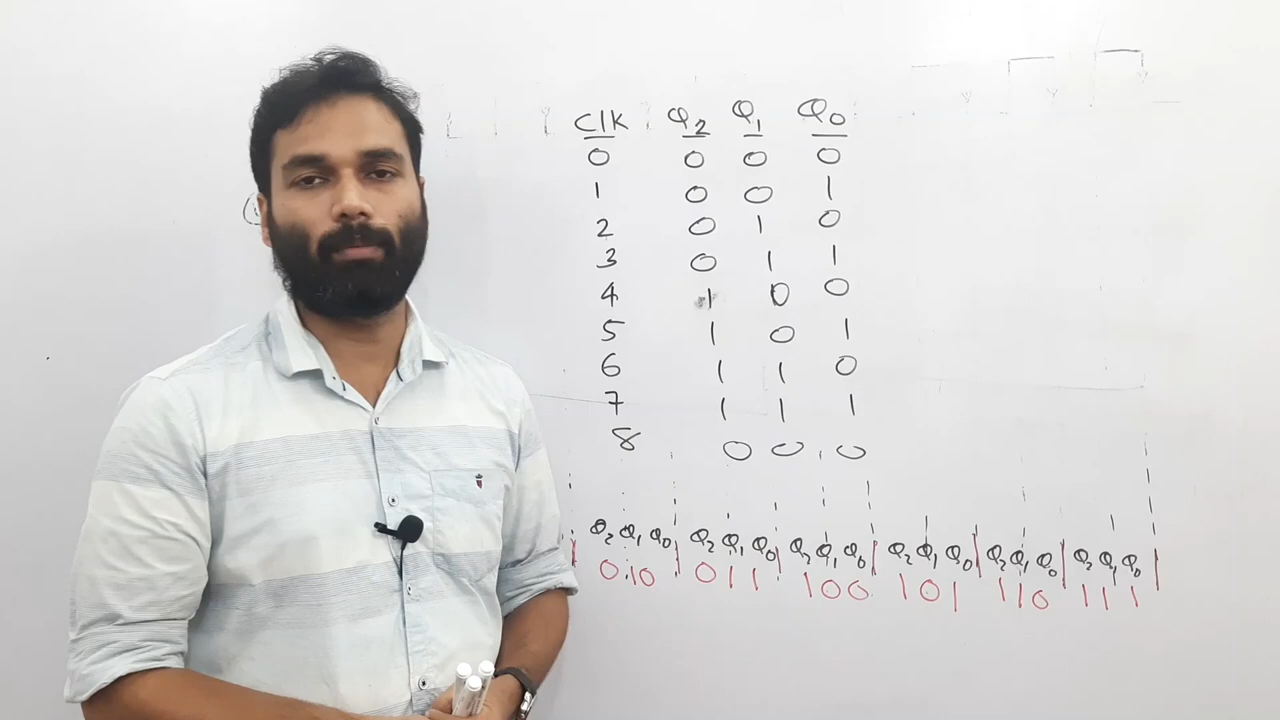 Clk Q2 Q1 Q0
0 0 0 0
1 0 0 1
2 0 1 0
3 0 1 1
4 1 0 0
5 1 0 1
6 1 1 0
7 1 1 1
8 0 0 0
Q2 Q1 Q0 Q2 Q1 Q0 Q2 Q1 Q0 Q2 Q1 Q0 Q2 Q1 Q0 Q2 Q1 Q0
0 1 0 0 1 1 1 0 0 1 0 1 1 1 0 1 1 1